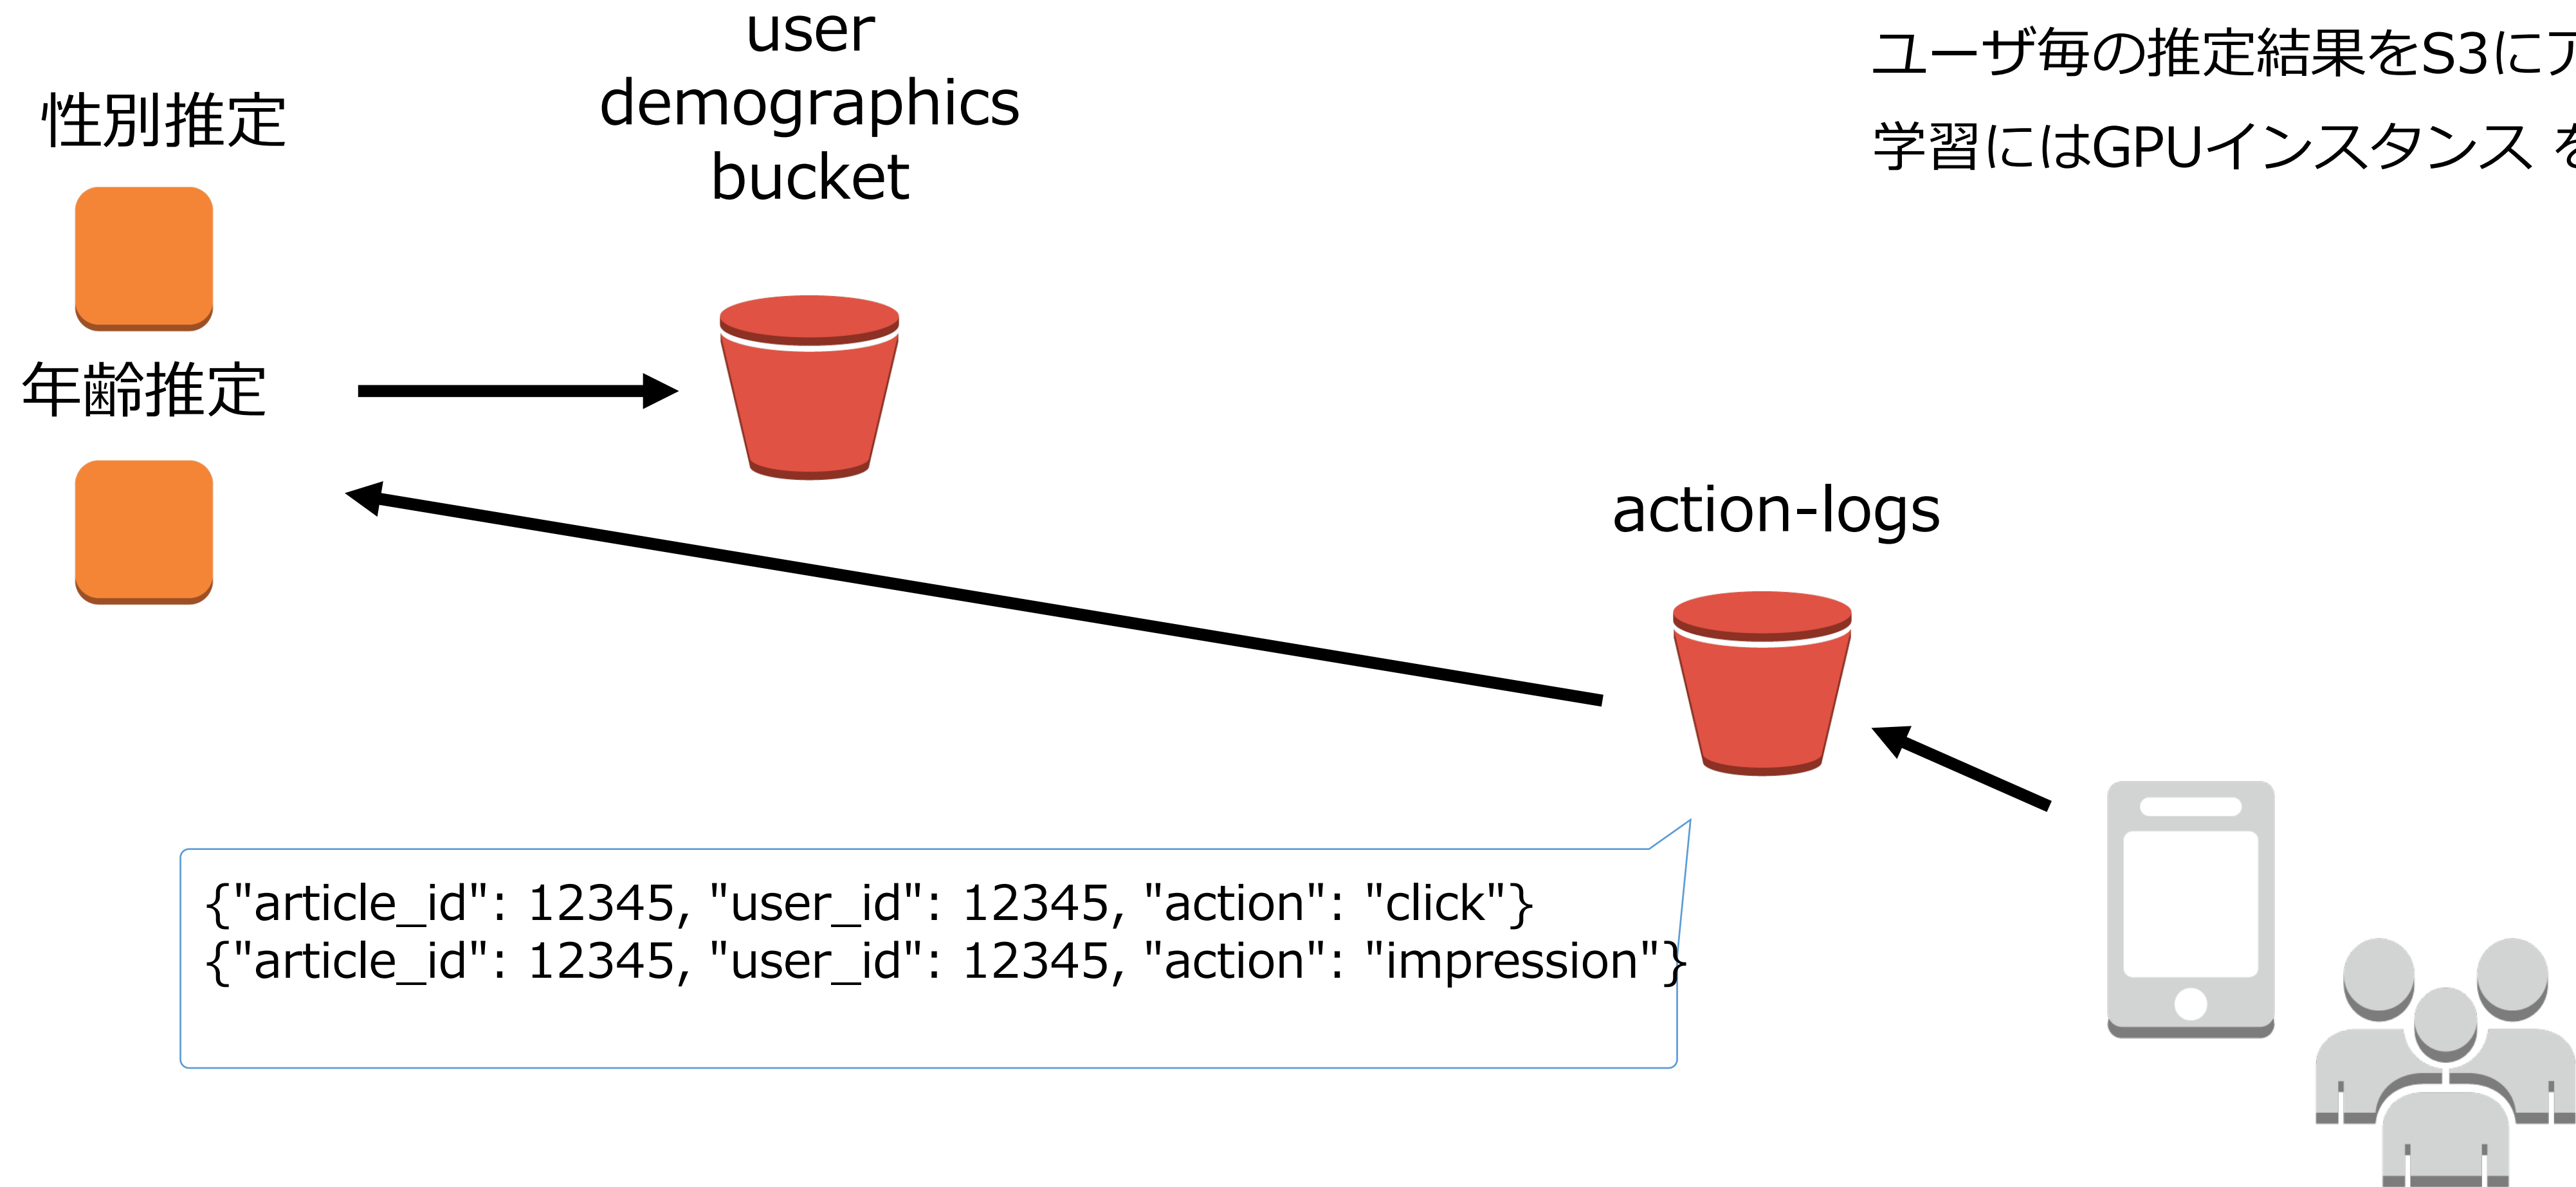 user
demographics
bucket
ユーザ毎の推定結果をS3に
学習にはGPUインスタンス
性別推定
年齢推定
action-logs
{"article_id": 12345, "user_id": 12345, "action": "click"}
{"article_id": 12345, "user_id": 12345, "action": "impression"}